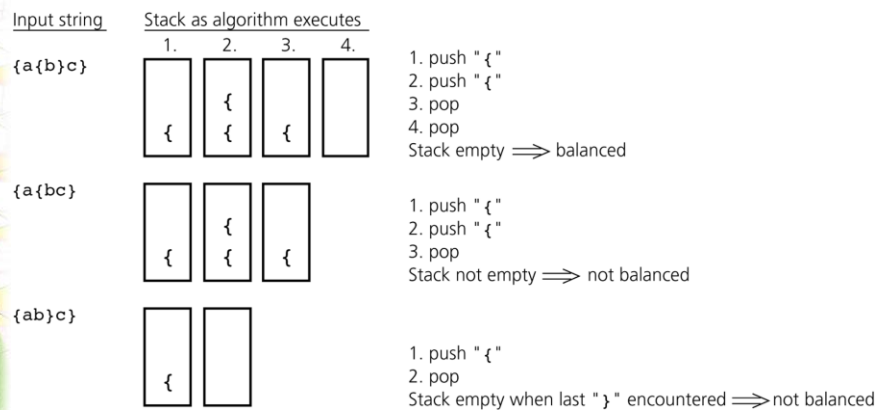 Input string Stack as algorithm executes
1. 2. 3. 4.
{a{b}c}
{ { { {
1. push "{"
2. push "{"
3. pop
4. pop
Stack empty ⟹ balanced
{a{bc}
{ { { {
1. push "{"
2. push "{"
3. pop
Stack not empty ⟹ not balanced
{ab}c}
{
1. push "{"
2. pop
Stack empty when last "}" encountered ⟹ not balanced